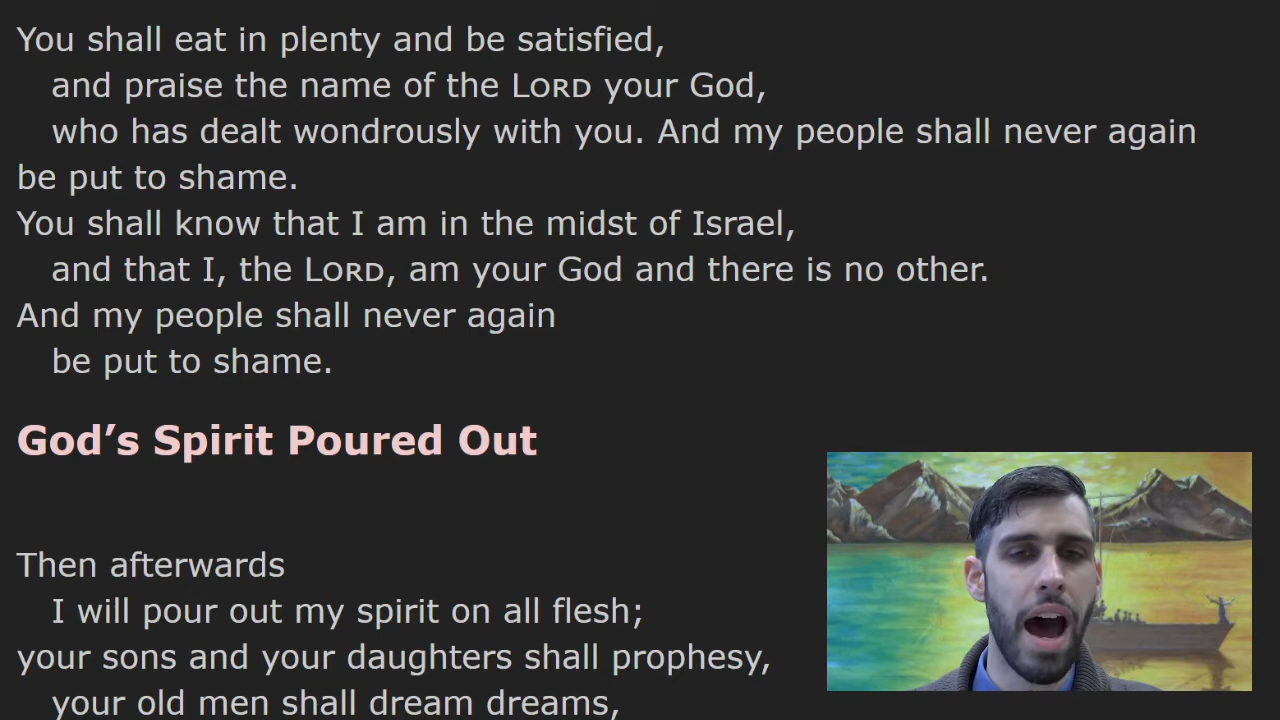 You shall eat in plenty and be satisfied,
and praise the name of the LORD your God,
who has dealt wondrously with you. And my people shall never again
be put to shame.
You shall know that I am in the midst of Israel,
and that I, the LORD, am your God and there is no other.
And my people shall never again
be put to shame.
God’s Spirit Poured Out
Then afterwards
I will pour out my spirit on all flesh;
your sons and your daughters shall prophesy,
your old men shall dream dreams,